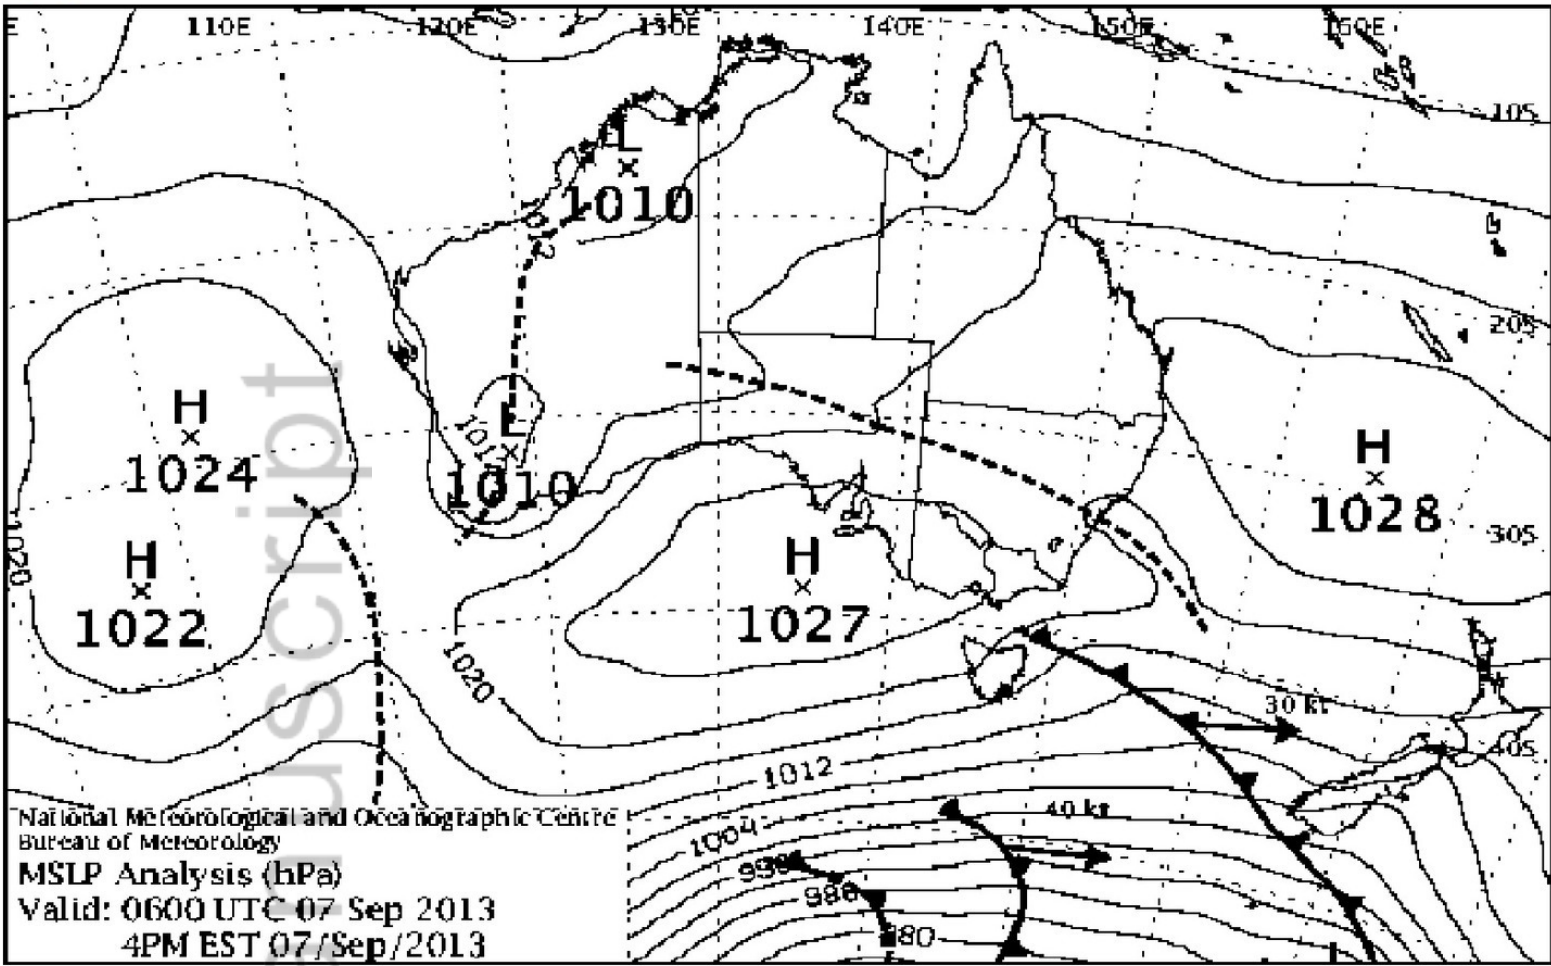 110E 120E 130E 140E 150E 160E
10S
L
1010
1012
20S
H
1024
L
1010
H
1028
30S
1020
H
1022
H
1027
1020
30 kt
40S
1012
40 kt
1004
996
988
980
National Meteorological and Oceanographic Centre
Bureau of Meteorology
MSLP Analysis (hPa)
Valid: 0600 UTC 07 Sep 2013
4PM EST 07/Sep/2013
anuscript